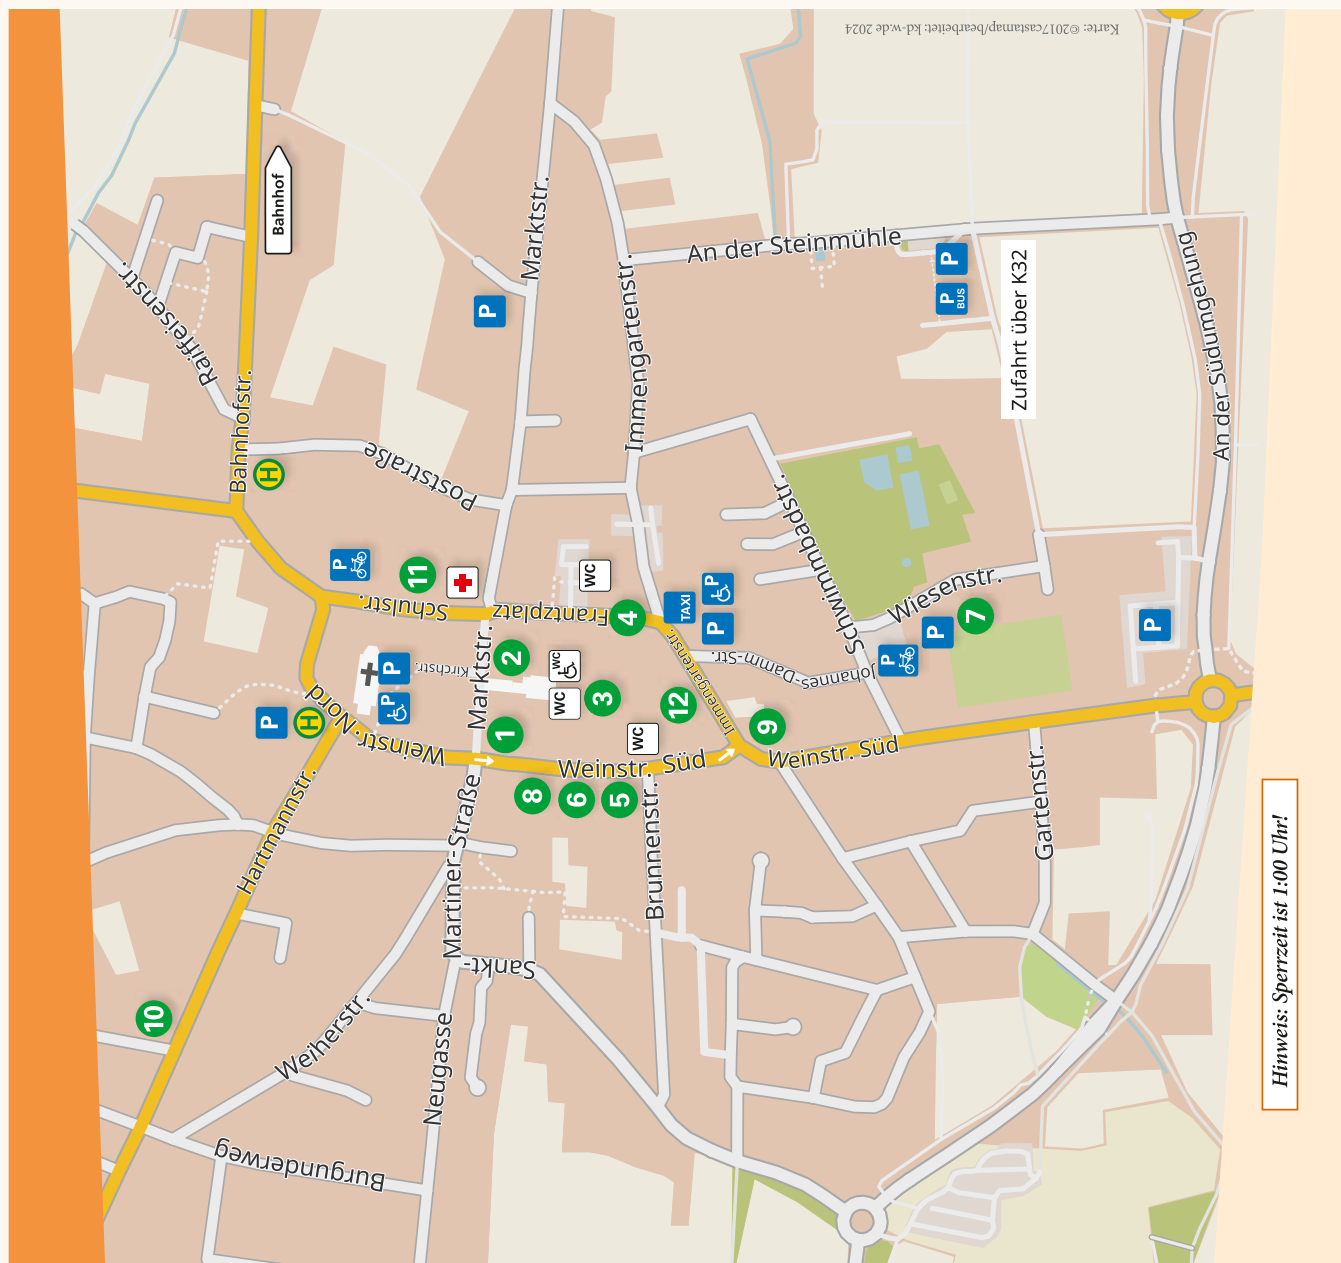 Karte: ©2017castamap/bearbeitet: kd-w.de 2024
Bahnhof
Raiffeisenstr.
Bahnhofstr.
H
Poststraße
Marktstr.
P
Immengartenstr.
An der Steinmühle
P
P
BUS
Zufahrt über K32
An der Südumgehung
P
11
Schulstr.
WC
Frantzplatz
4
TAXI
P
P
Schwimmbadstr.
Wiesenstr.
7
P
P
P
Johannes-Damm-Str.
Immengartenstr.
Kirchstr.
P
P
P
H
Marktstr.
2
WC
WC
3
12
WC
1
9
Weinstr. Nord
Weinstr. Süd
Weinstr. Süd
8
6
5
Hartmannstr.
Sankt-
Martiner-Straße
Brunnenstr.
Gartenstr.
10
Weiherstr.
Neugasse
Burgunderweg
Hinweis: Sperrzeit ist 1:00 Uhr!